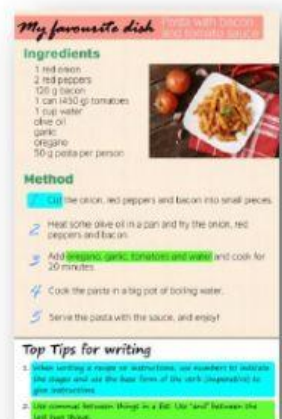 My favourite dish
Pasta with bacon
and tomato sauce
Ingredients
1 red onion
2 red peppers
120 g bacon
1 can (450 g) tomatoes
1 cup water
olive oil
garlic
oregano
50 g pasta per person
Method
1 Cut the onion, red peppers and bacon into small pieces.
2 Heat some olive oil in a pan and fry the onion, red
peppers and bacon.
3 Add oregano, garlic, tomatoes and water and cook for
20 minutes.
4 Cook the pasta in a big pot of boiling water.
5 Serve the pasta with the sauce, and enjoy!
Top Tips for writing
1. When writing a recipe or instructions, use numbers to indicate
the stages and use the base form of the verb (imperative) to
give instructions.
2. Use commas between things in a list. Use "and" between the
last two things.